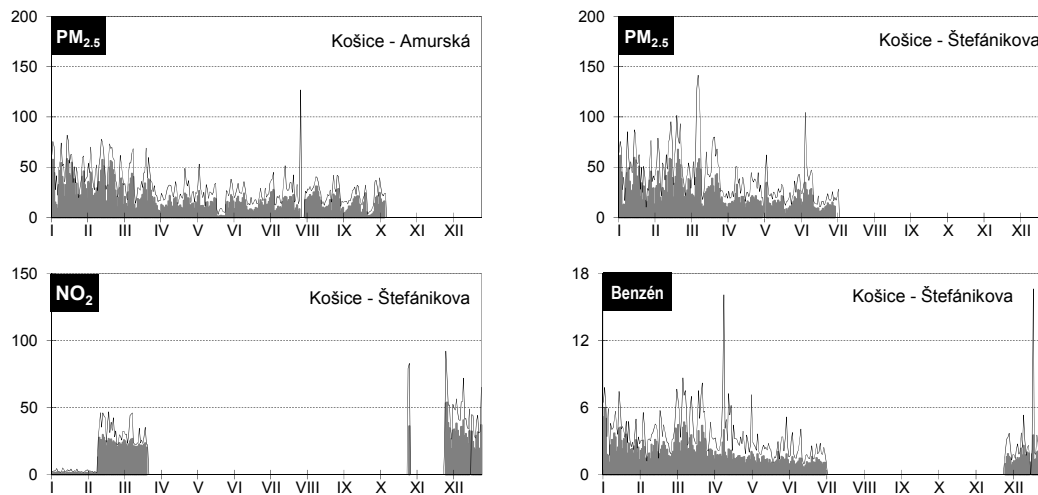 200
PM2.5
Košice - Amurská
150
100
50
0
I II III IV V VI VII VIII IX X XI XII
200
PM2.5
Košice - Štefánikova
150
100
50
0
I II III IV V VI VII VIII IX X XI XII
150
NO2
Košice - Štefánikova
100
50
0
I II III IV V VI VII VIII IX X XI XII
18
Benzén
Košice - Štefánikova
12
6
0
I II III IV V VI VII VIII IX X XI XII